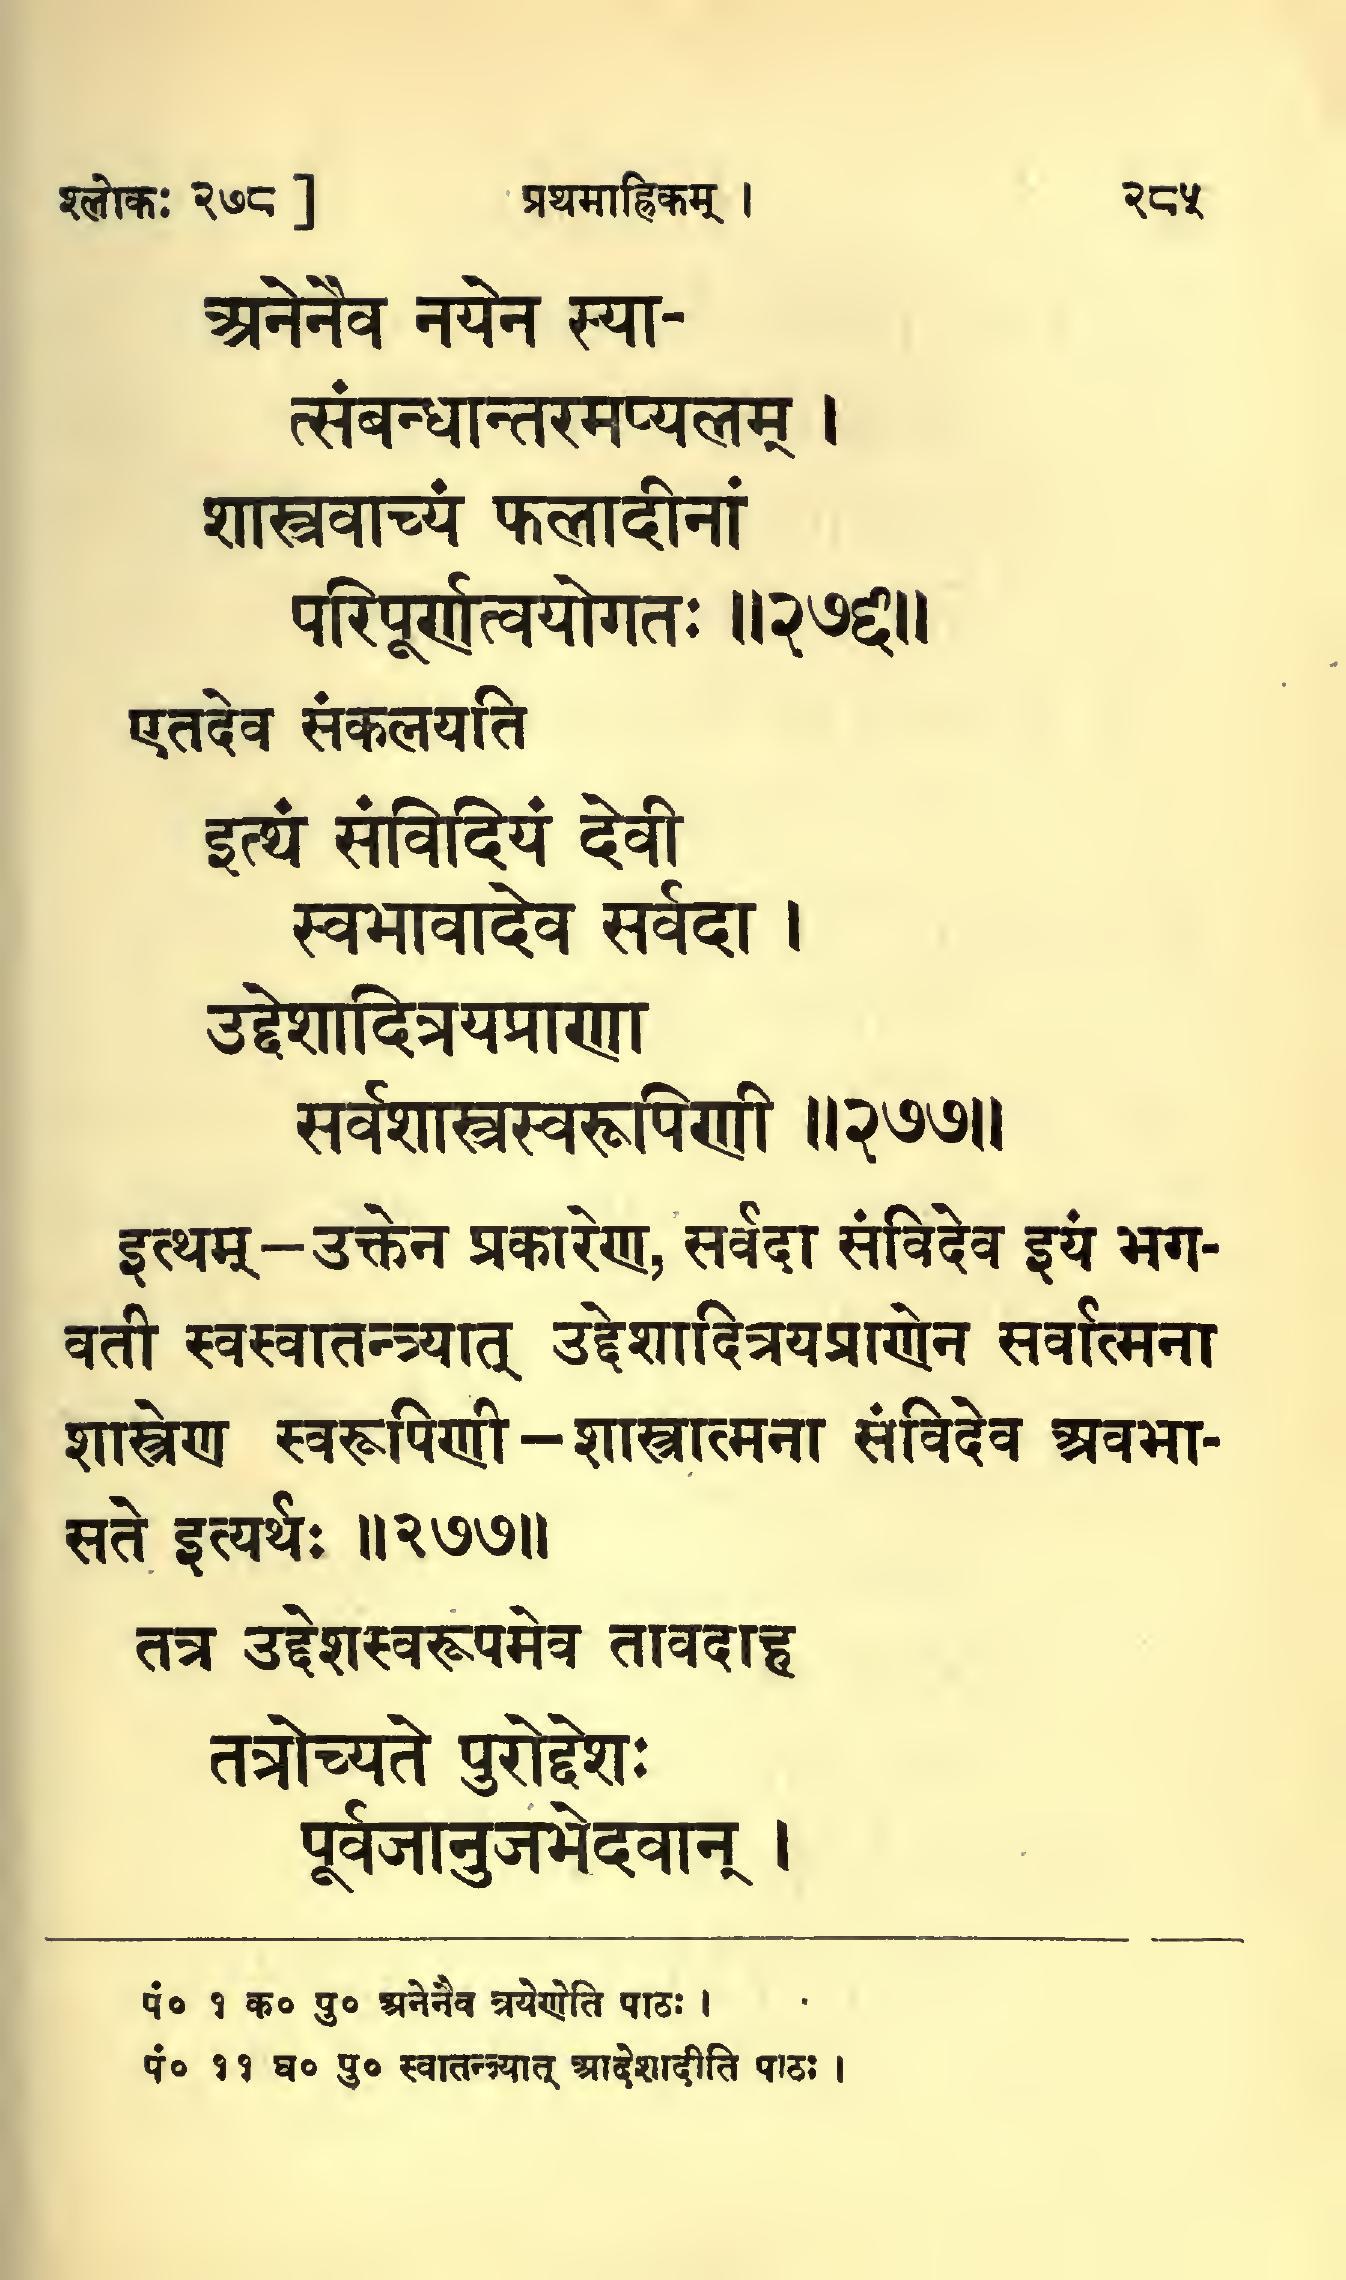 श्लोकः २७८ ] प्रथमाह्निकम् । २८५
अनेनैव नयेन स्या-
त्संबन्धान्तरमप्यलम् ।
शास्त्रवाच्यं फलादीनां
परिपूर्णत्वयोगतः ॥२७६॥
एतदेव संकलयति
इत्थं संविदियं देवी
स्वभावादेव सर्वदा ।
उद्देशादित्रयप्राणा
सर्वशास्त्रस्वरूपिणी ॥२७७॥
इत्थम्—उक्तेन प्रकारेण, सर्वदा संविदेव इयं भग-
वती स्वस्वातन्त्र्यात् उद्देशादित्रयप्राणेन सर्वात्मना
शास्त्रेण स्वरूपिणी—शास्त्रात्मना संविदेव अवभा-
सते इत्यर्थः ॥२७७॥
तत्र उद्देशस्वरूपमेव तावदाह
तत्रोच्यते पुरोद्देशः
पूर्वजानुजभेदवान् ।
पं० १ क० पु० अनेनैव त्रयेणेति पाठः ।
पं० ११ घ० पु० स्वातन्त्र्यात् आदेशादीति पाठः ।